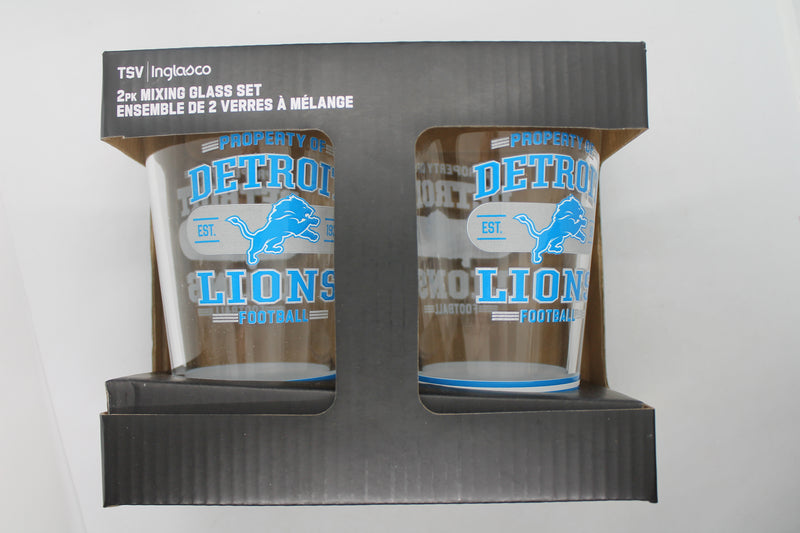 TSV | Inglasco
2PK MIXING GLASS SET
ENSEMBLE DE 2 VERRES À MÉLANGE
PROPERTY OF
DETROIT
EST. 19
LIONS
FOOTBALL
PROPERTY OF
DETROIT
EST.
LIONS
FOOTBALL